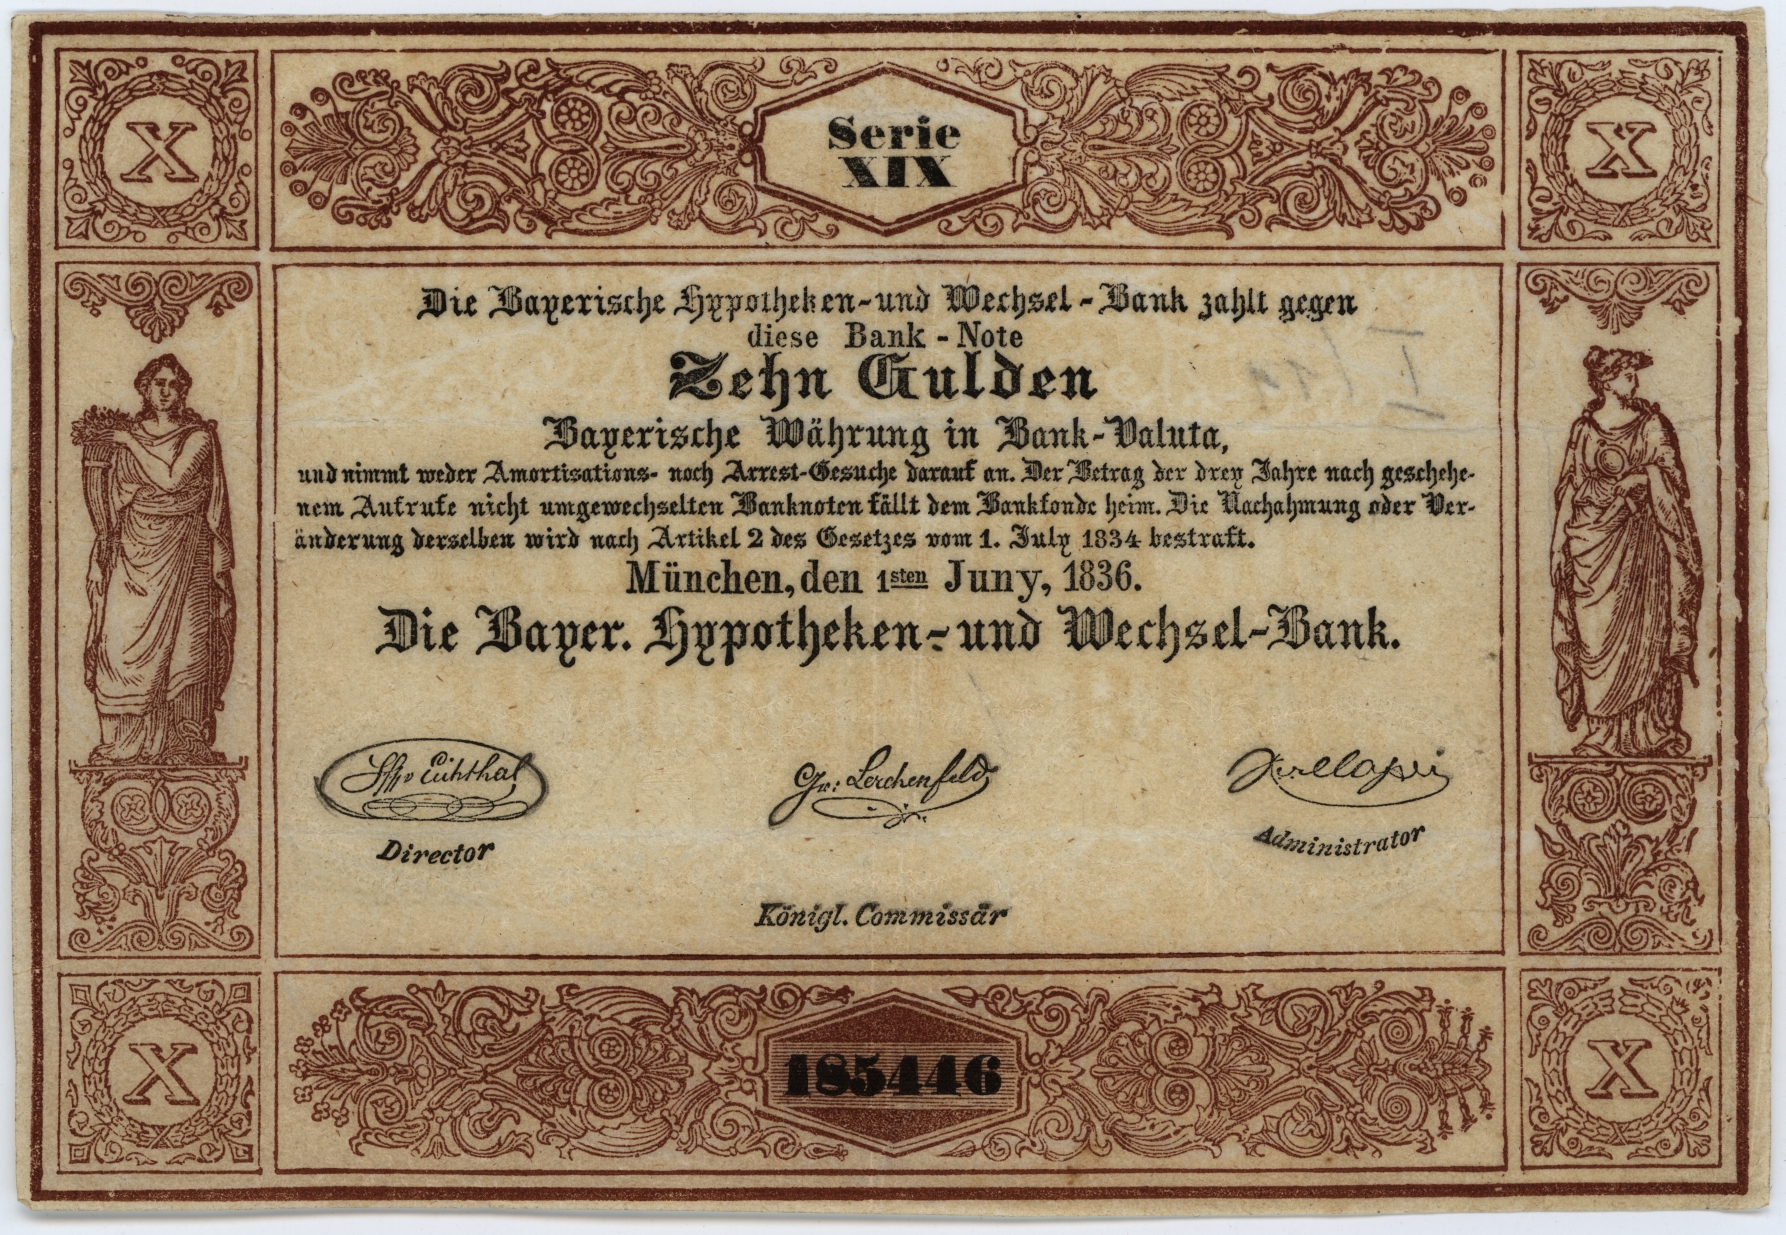 X
Serie
XIX
X
Die Bayerische Hypotheken-und Wechsel-Bank zahlt gegen
diese Bank-Note
Zehn Gulden
Bayerische Währung in Bank-Valuta,
und nimmt weder Amortisations- noch Arrest-Gesuche darauf an. Der Betrag der drey Jahre nach geschehe-
nem Aufrufe nicht umgewechselten Banknoten fällt dem Bankfonde heim. Die Nachahmung oder Ver-
änderung derselben wird nach Artikel 2 des Gesetzes vom 1. July 1834 bestraft.
München, den 1sten Juny, 1836.
Die Bayer. Hypotheken-und Wechsel-Bank.
v Eichthal
Gr: Lerchenfeld
Director
Administrator
Königl. Commissär
X
185446
X